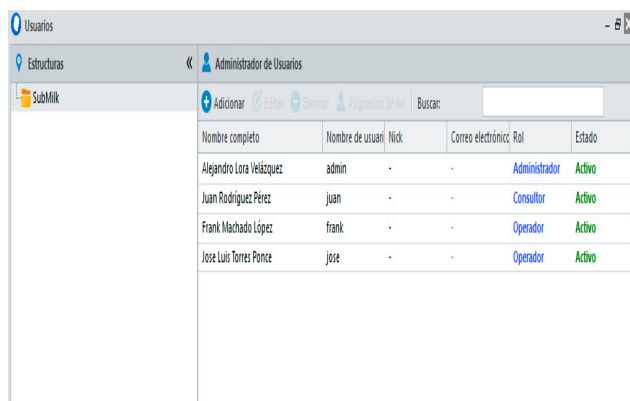 Usuarios
Estructuras « Administrador de Usuarios
SubMilk
Adicionar Editar Eliminar Asignación de rol Buscar:
Nombre completo Nombre de usuari Nick Correo electrónico Rol Estado
Alejandro Lora Velázquez admin - - Administrador Activo
Juan Rodríguez Pérez juan - - Consultor Activo
Frank Machado López frank - - Operador Activo
Jose Luis Torres Ponce jose - - Operador Activo